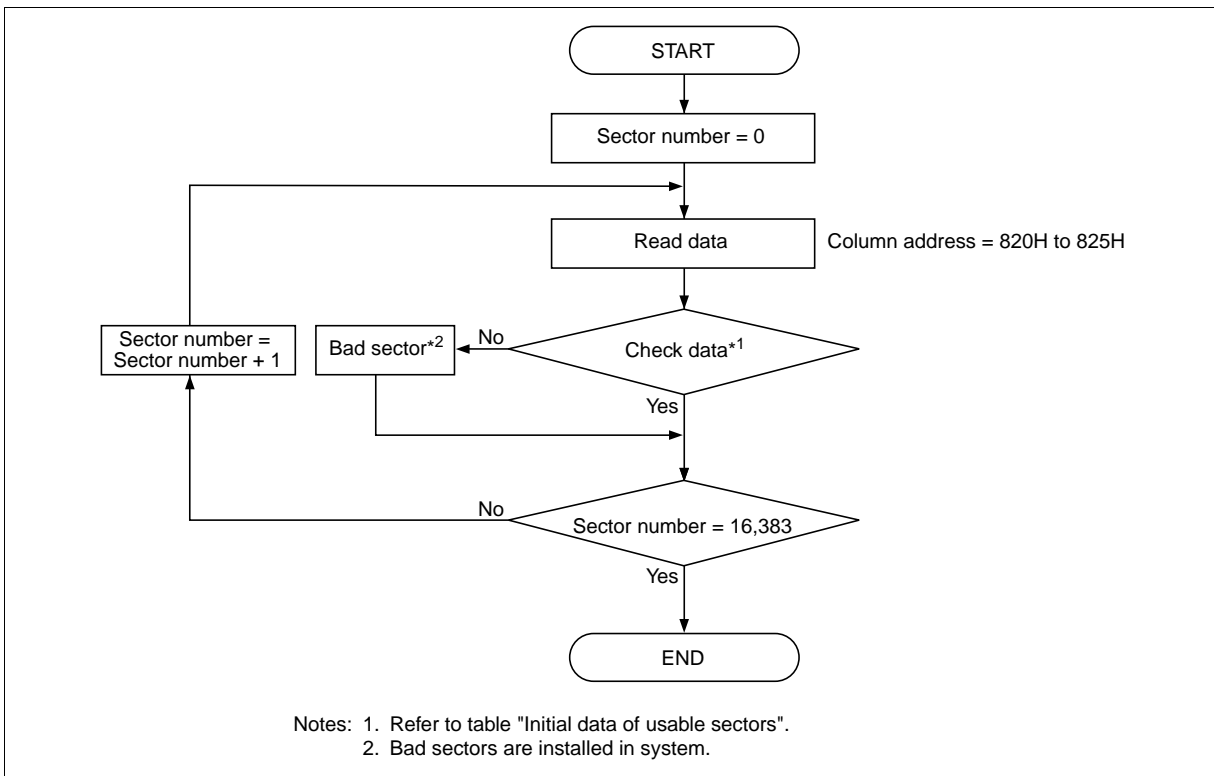 START
Sector number = 0
Read data
Column address = 820H to 825H
Sector number =
Sector number + 1
Bad sector*2
No
Check data*1
Yes
No
Sector number = 16,383
Yes
END
Notes: 1. Refer to table "Initial data of usable sectors".
2. Bad sectors are installed in system.